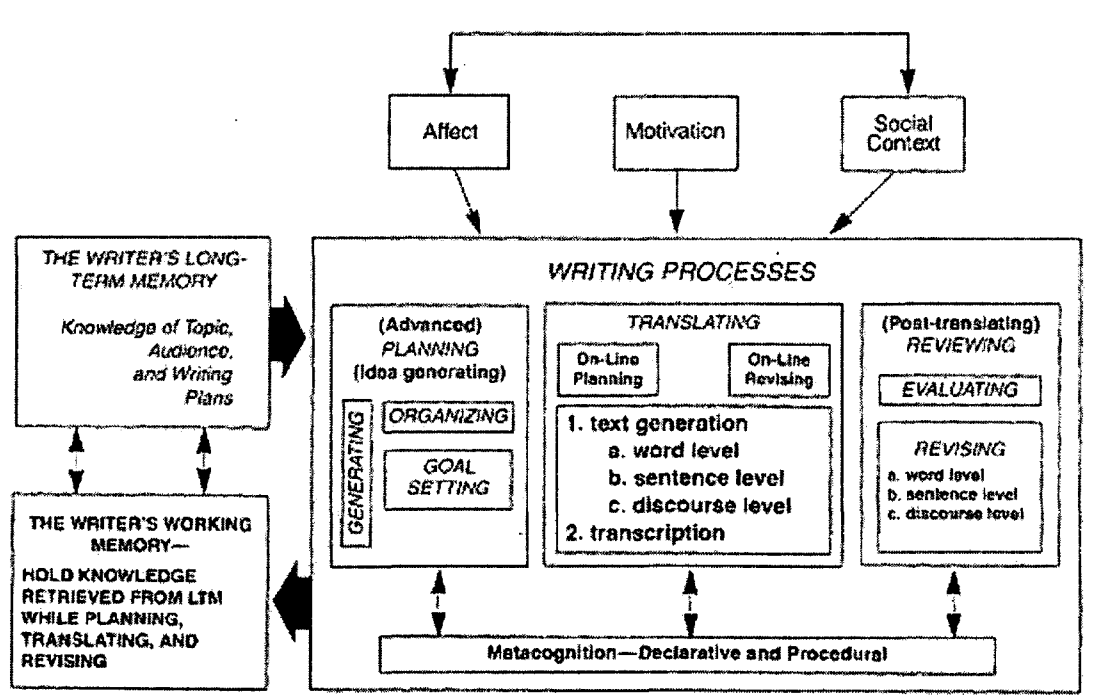 Affect
Motivation
Social
Context
THE WRITER'S LONG-
TERM MEMORY
Knowledge of Topic,
Audience,
and Writing
Plans
THE WRITER'S WORKING
MEMORY—
HOLD KNOWLEDGE
RETRIEVED FROM LTM
WHILE PLANNING,
TRANSLATING, AND
REVISING
WRITING PROCESSES
(Advanced)
PLANNING
(Idea generating)
GENERATING
ORGANIZING
GOAL
SETTING
TRANSLATING
On-Line
Planning
On-Line
Revising
1. text generation
a. word level
b. sentence level
c. discourse level
2. transcription
(Post-translating)
REVIEWING
EVALUATING
REVISING
a. word level
b. sentence level
c. discourse level
Metacognition—Declarative and Procedural